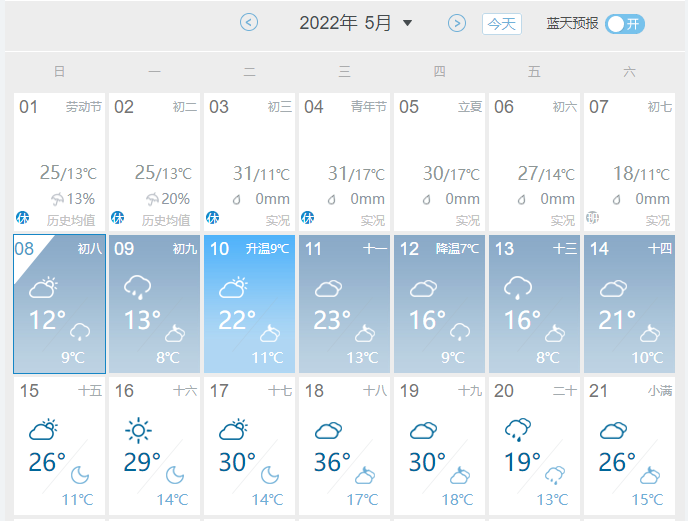 2022年 5月 今天 蓝天预报 开
日 一 二 三 四 五 六
01 劳动节 02 初二 03 初三 04 青年节 05 立夏 06 初六 07 初七
25/13℃ 25/13℃ 31/11℃ 31/17℃ 30/17℃ 27/14℃ 18/11℃
13% 20% 0mm 0mm 0mm 0mm 0mm
休 历史均值 休 历史均值 休 实况 休 实况 实况 实况 班 实况
08 初八 09 初九 10 升温9℃ 11 十一 12 降温7℃ 13 十三 14 十四
12° 13° 22° 23° 16° 16° 21°
9℃ 8℃ 11℃ 13℃ 9℃ 8℃ 10℃
15 十五 16 十六 17 十七 18 十八 19 十九 20 二十 21 小满
26° 29° 30° 36° 30° 19° 26°
11℃ 14℃ 14℃ 17℃ 18℃ 13℃ 15℃